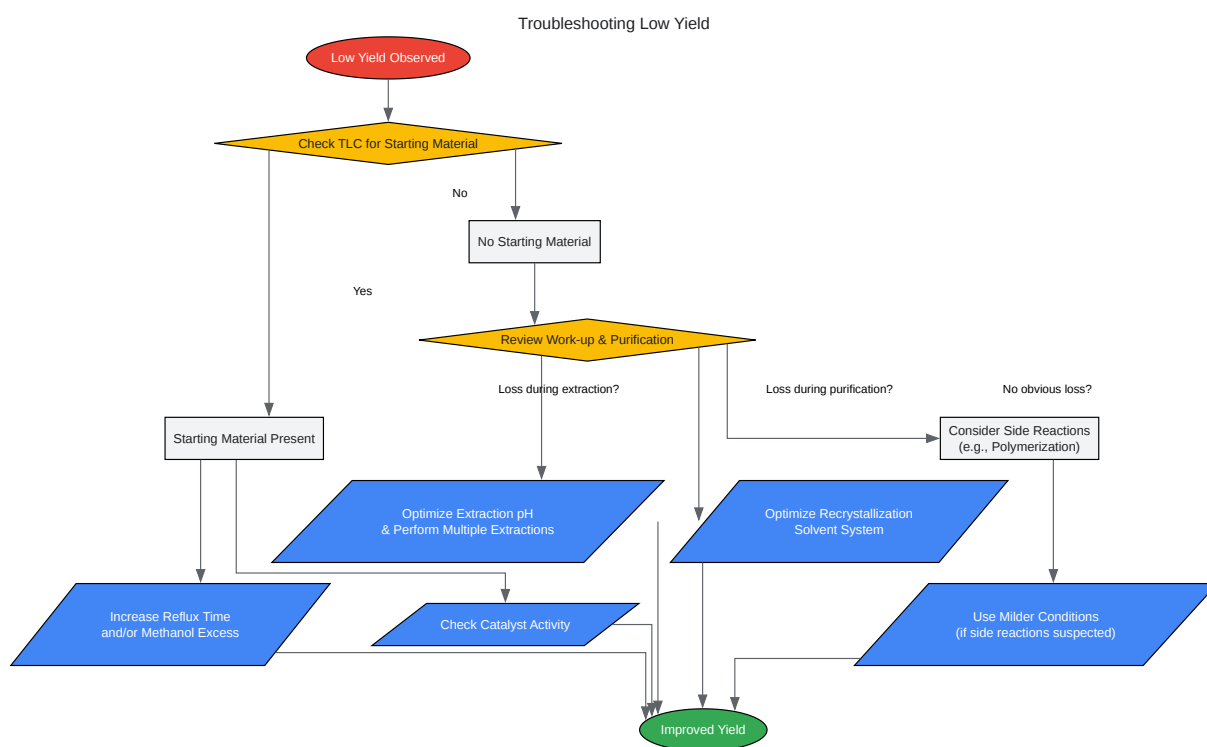 Troubleshooting Low Yield
Low Yield Observed
Check TLC for Starting Material
No
No Starting Material
Yes
Review Work-up & Purification
Loss during extraction?
Loss during purification?
No obvious loss?
Starting Material Present
Consider Side Reactions
(e.g., Polymerization)
Optimize Extraction pH
& Perform Multiple Extractions
Optimize Recrystallization
Solvent System
Increase Reflux Time
and/or Methanol Excess
Check Catalyst Activity
Use Milder Conditions
(if side reactions suspected)
Improved Yield